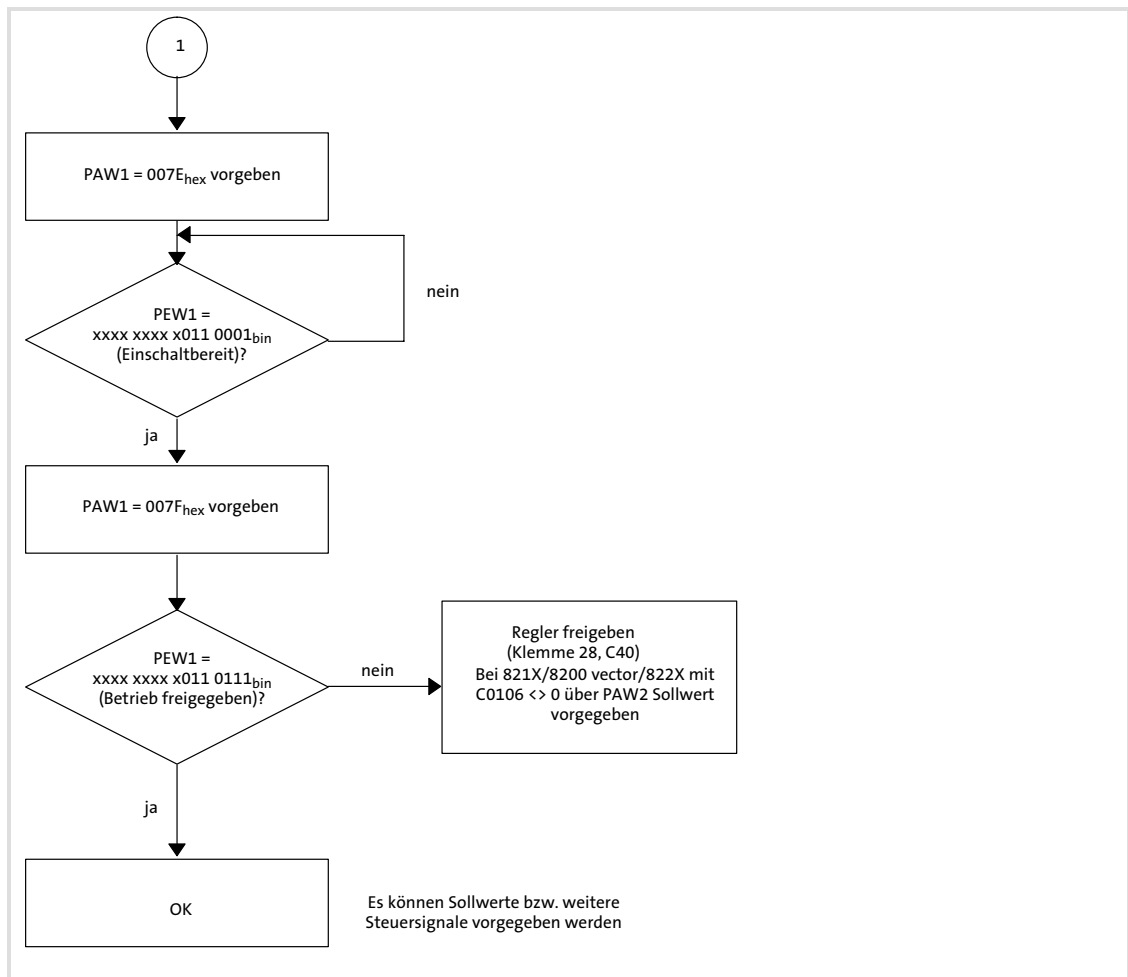 1
PAW1 = 007Ehex vorgeben
nein
PEW1 =
xxxx xxxx x011 0001bin
(Einschaltbereit)?
ja
PAW1 = 007Fhex vorgeben
PEW1 =
xxxx xxxx x011 0111bin
(Betrieb freigegeben)?
nein
Regler freigeben
(Klemme 28, C40)
Bei 821X/8200 vector/822X mit
C0106 <> 0 über PAW2 Sollwert
vorgegeben
ja
OK
Es können Sollwerte bzw. weitere
Steuersignale vorgegeben werden